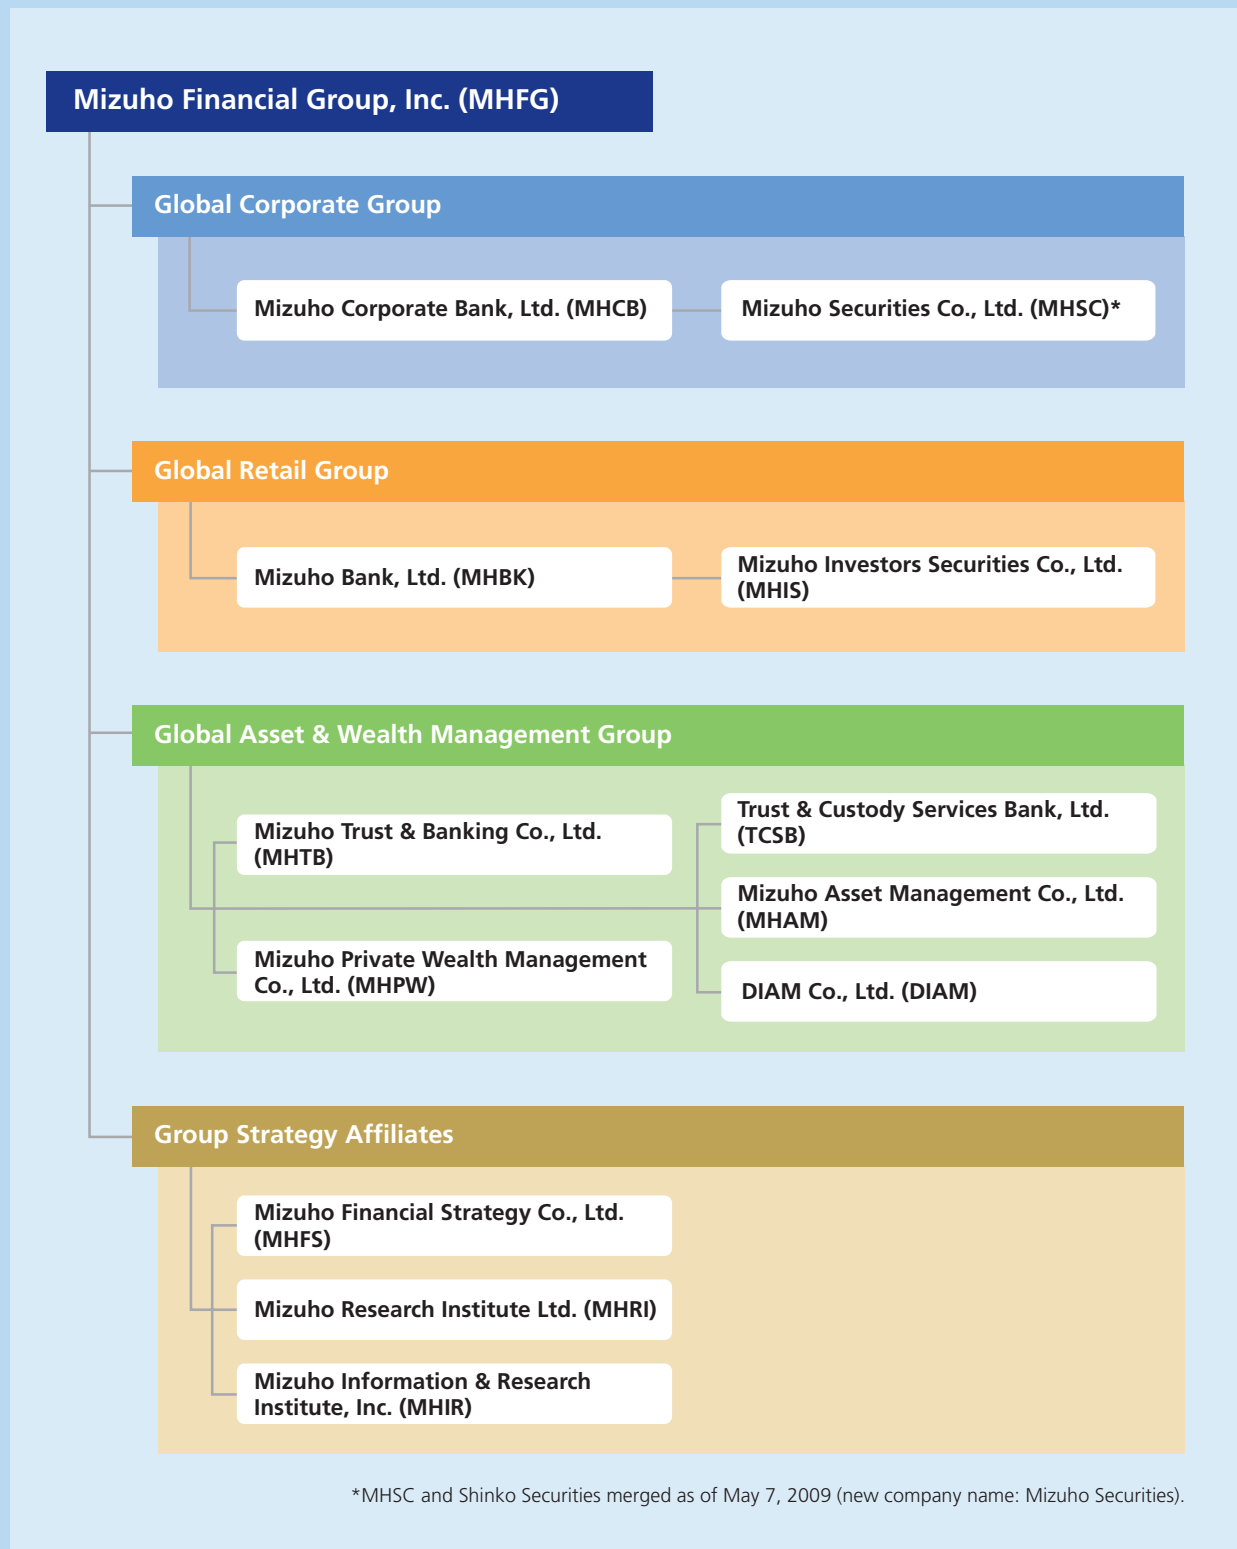 Mizuho Financial Group, Inc. (MHFG)
Global Corporate Group
Mizuho Corporate Bank, Ltd. (MHCB)
Mizuho Securities Co., Ltd. (MHSC)*
Global Retail Group
Mizuho Bank, Ltd. (MHBK)
Mizuho Investors Securities Co., Ltd.
(MHIS)
Global Asset & Wealth Management Group
Mizuho Trust & Banking Co., Ltd.
(MHTB)
Mizuho Private Wealth Management
Co., Ltd. (MHPW)
Trust & Custody Services Bank, Ltd.
(TCSB)
Mizuho Asset Management Co., Ltd.
(MHAM)
DIAM Co., Ltd. (DIAM)
Group Strategy Affiliates
Mizuho Financial Strategy Co., Ltd.
(MHFS)
Mizuho Research Institute Ltd. (MHRI)
Mizuho Information & Research
Institute, Inc. (MHIR)
*MHSC and Shinko Securities merged as of May 7, 2009 (new company name: Mizuho Securities).